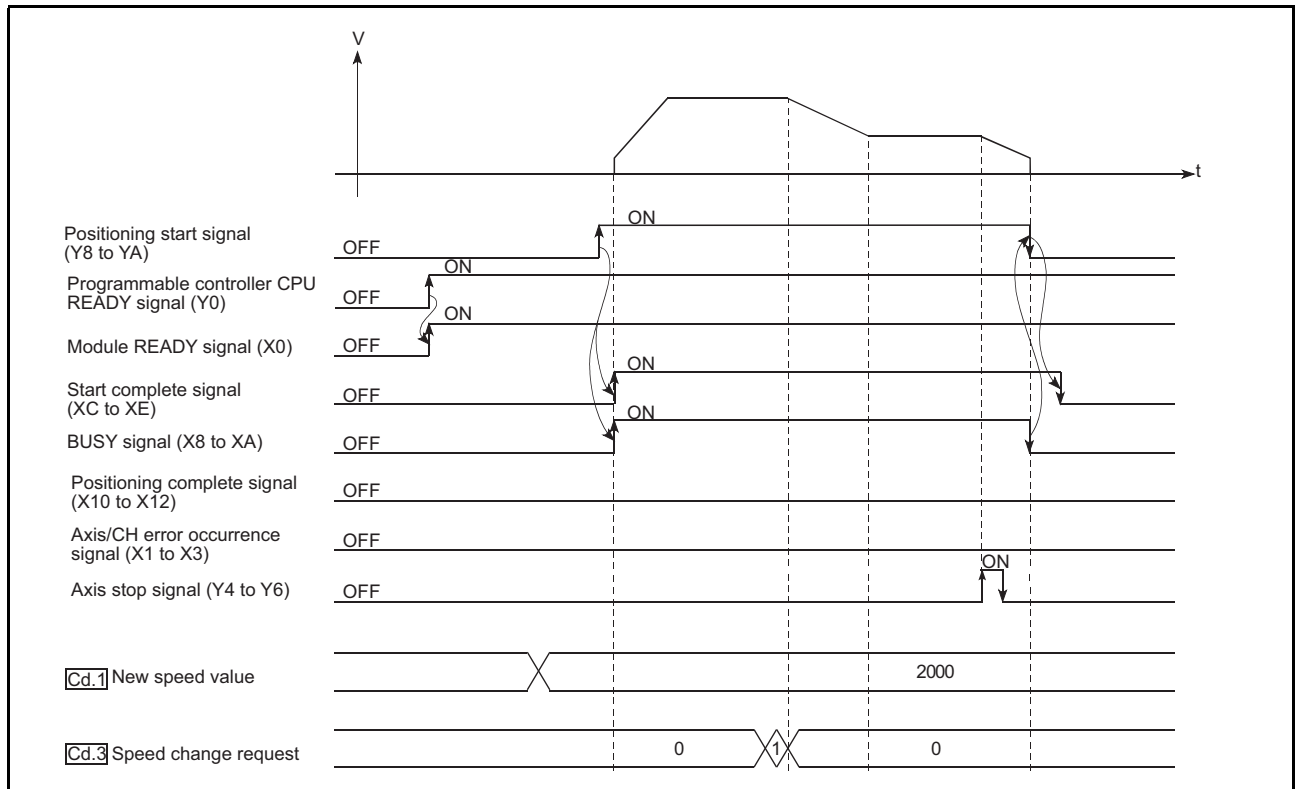 V
t
Positioning start signal
(Y8 to YA)
OFF
ON
Programmable controller CPU
READY signal (Y0)
OFF
ON
Module READY signal (X0)
OFF
ON
Start complete signal
(XC to XE)
OFF
ON
BUSY signal (X8 to XA)
OFF
ON
Positioning complete signal
(X10 to X12)
OFF
Axis/CH error occurrence
signal (X1 to X3)
OFF
Axis stop signal (Y4 to Y6)
OFF
ON
Cd.1 New speed value
2000
Cd.3 Speed change request
0
1
0